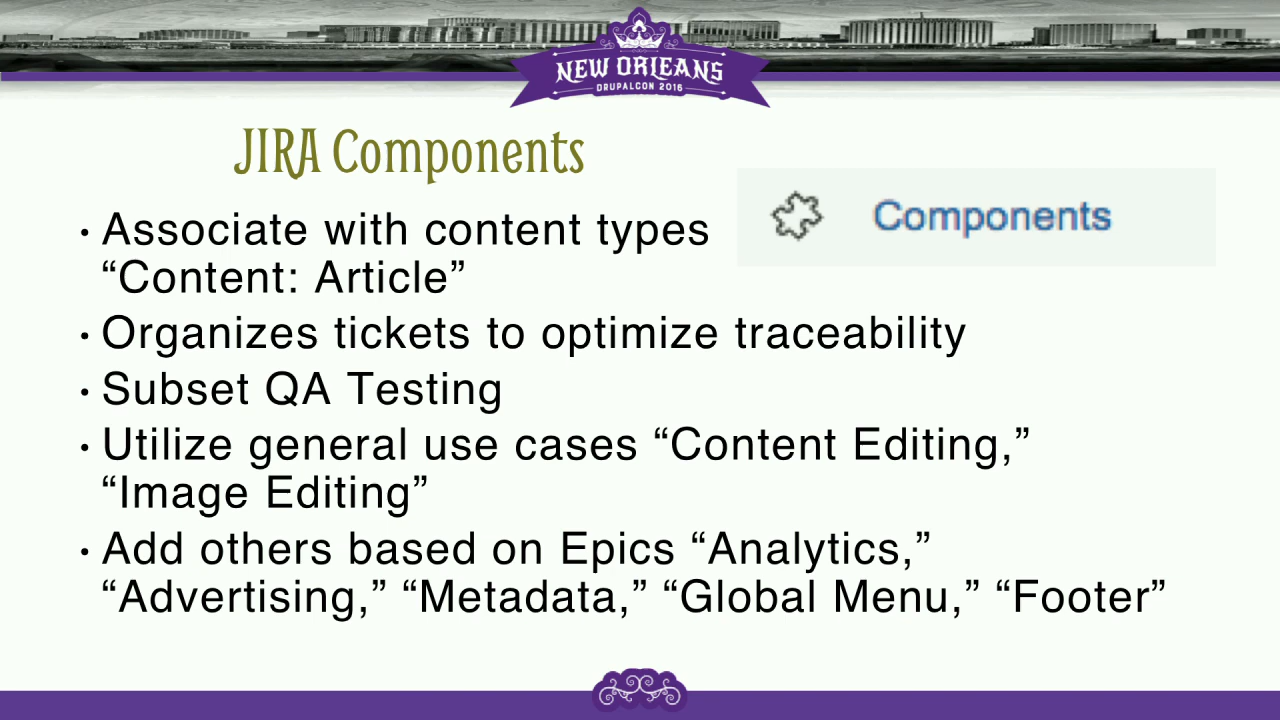 NEW ORLEANS
DRUPALCON 2016
JIRA Components
Components
• Associate with content types
“Content: Article”
• Organizes tickets to optimize traceability
• Subset QA Testing
• Utilize general use cases “Content Editing,”
“Image Editing”
• Add others based on Epics “Analytics,”
“Advertising,” “Metadata,” “Global Menu,” “Footer”